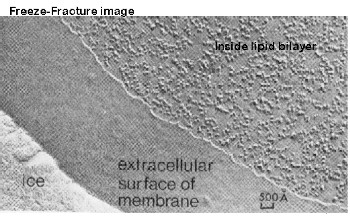 Freeze-Fracture image
Inside lipid bilayer
extracellular
surface of
membrane
ice
500 Å